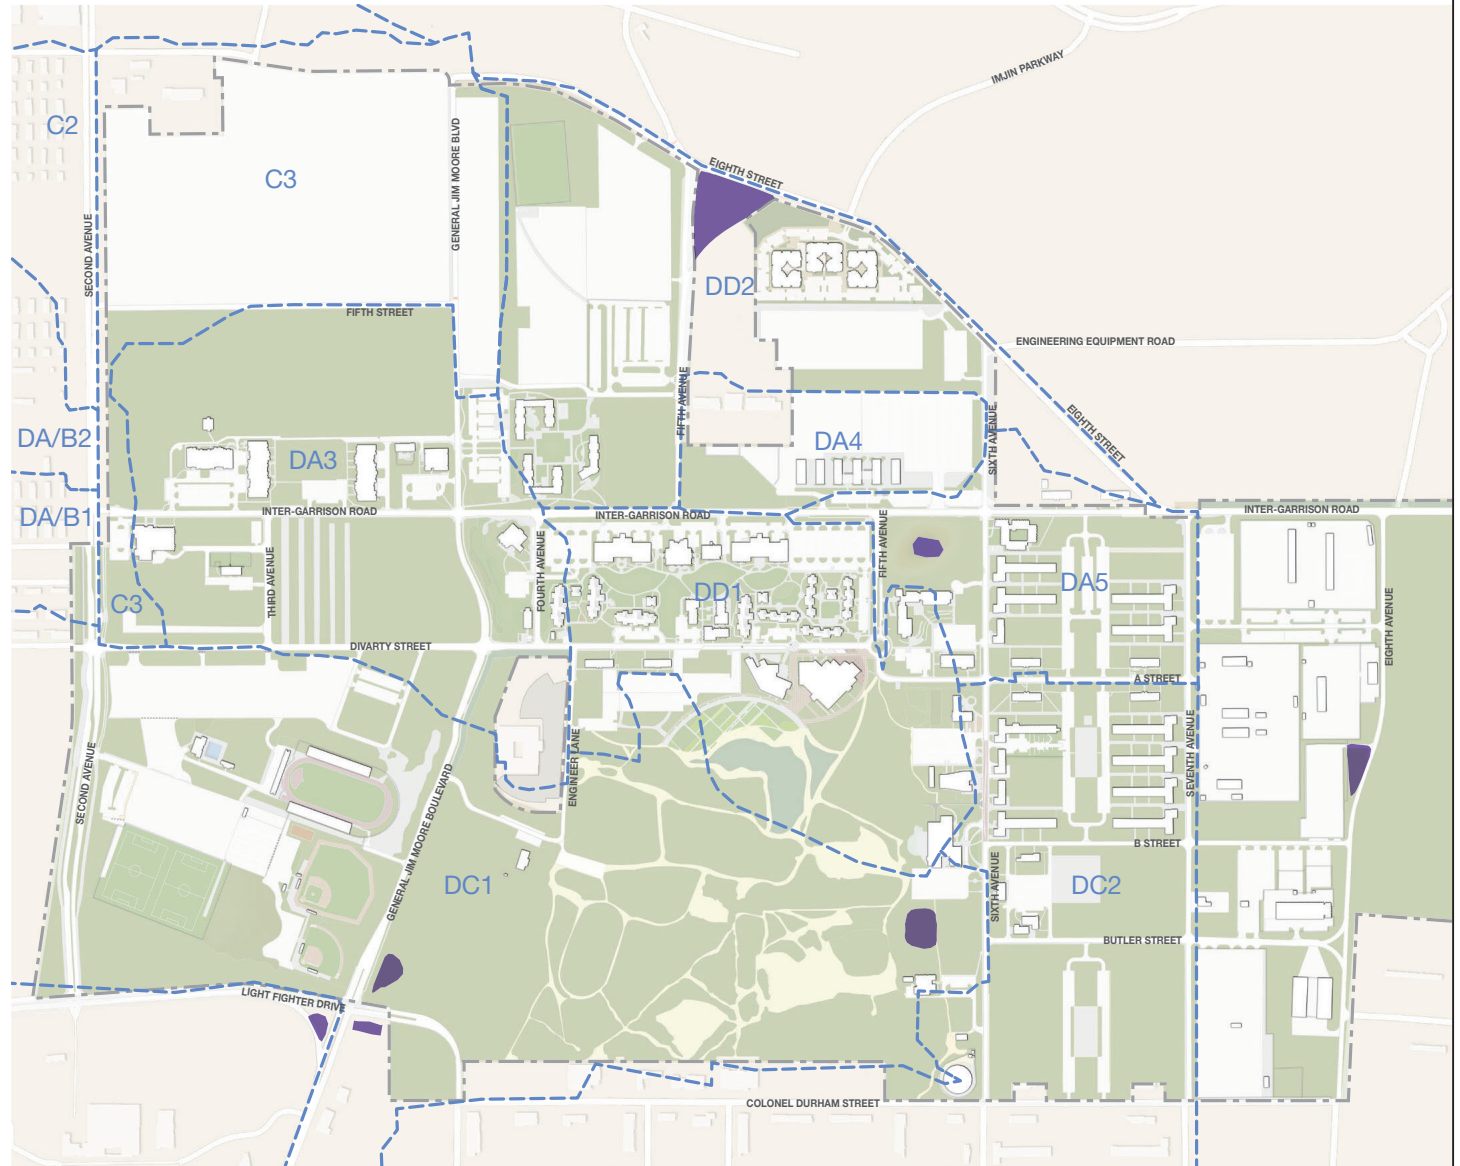 IMJIN PARKWAY
C2
C3
GENERAL JIM MOORE BLVD
EIGHTH STREET
SECOND AVENUE
DD2
FIFTH STREET
ENGINEERING EQUIPMENT ROAD
FIFTH AVENUE
SIXTH AVENUE
EIGHTH STREET
DA/B2
DA3
DA4
DA/B1
INTER-GARRISON ROAD
INTER-GARRISON ROAD
INTER-GARRISON ROAD
FOURTH AVENUE
FIFTH AVENUE
THIRD AVENUE
C3
DD1
DA5
EIGHTH AVENUE
DIVARTY STREET
A STREET
SECOND AVENUE
ENGINEER LANE
SEVENTH AVENUE
GENERAL JIM MOORE BOULEVARD
B STREET
DC1
SIXTH AVENUE
DC2
BUTLER STREET
LIGHT FIGHTER DRIVE
COLONEL DURHAM STREET